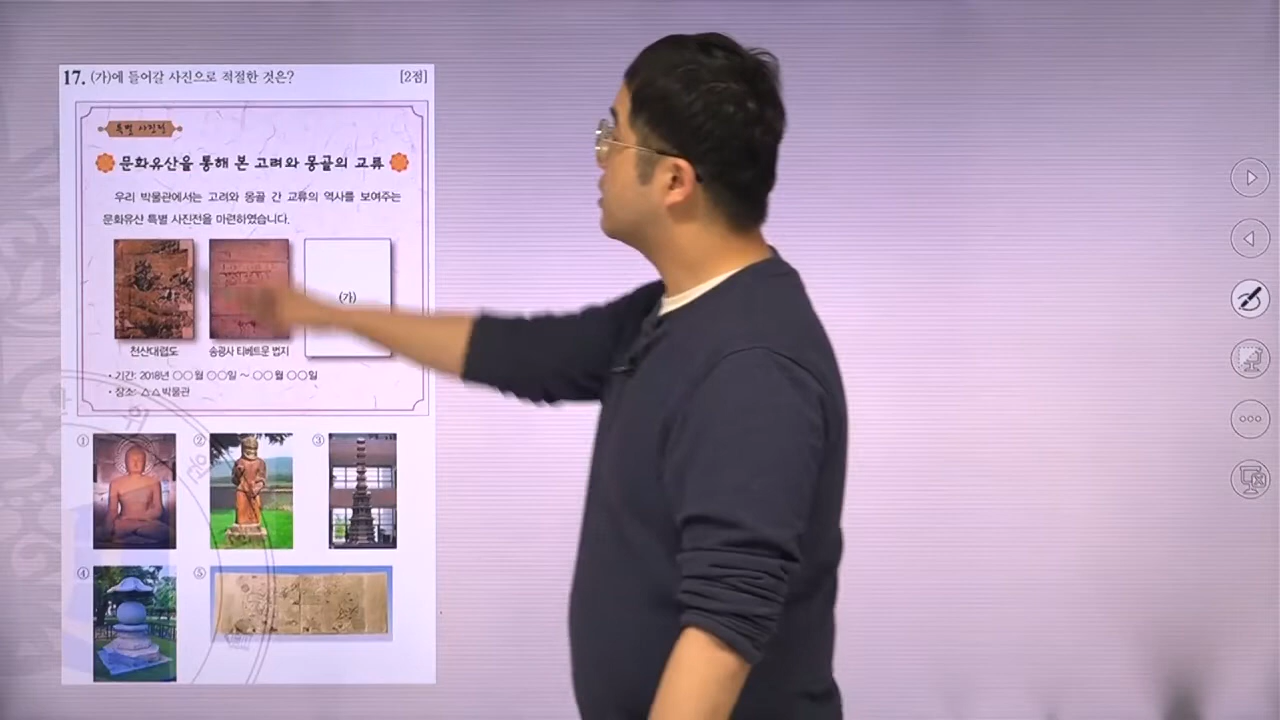 17. (가)에 들어갈 사진으로 적절한 것은? [2점]
특별 사진전
문화유산을 통해 본 고려와 몽골의 교류
우리 박물관에서는 고려와 몽골 간 교류의 역사를 보여주는
문화유산 특별 사진전을 마련하였습니다.
(가)
천산대렵도 송광사 티베트문 법지
• 기간: 2018년 ○○월 ○○일 ~ ○○월 ○○일
• 장소: △△박물관
① ② ③
④ ⑤